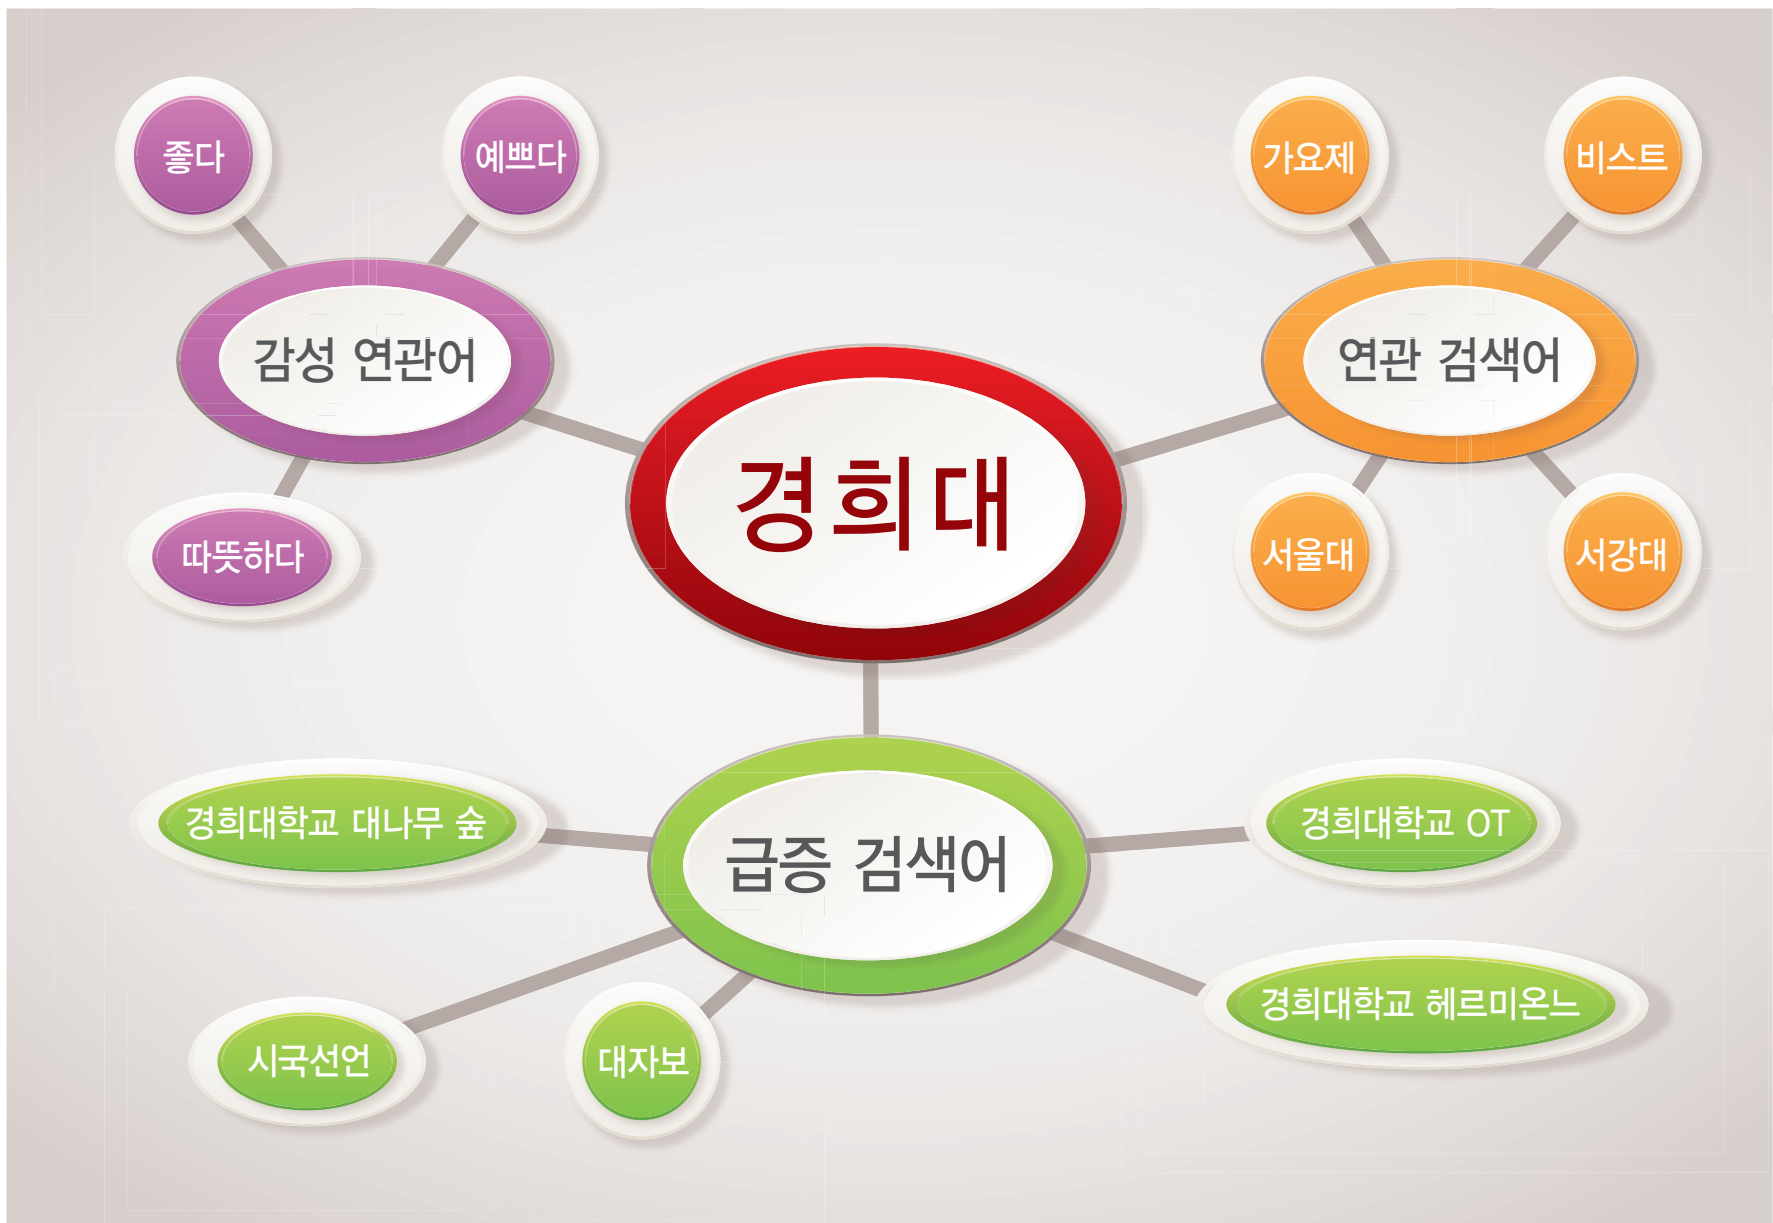 좋다
예쁘다
가요제
비스트
감성 연관어
연관 검색어
경희대
따뜻하다
서울대
서강대
경희대학교 대나무 숲
경희대학교 OT
급증 검색어
경희대학교 헤르미온느
시국선언
대자보